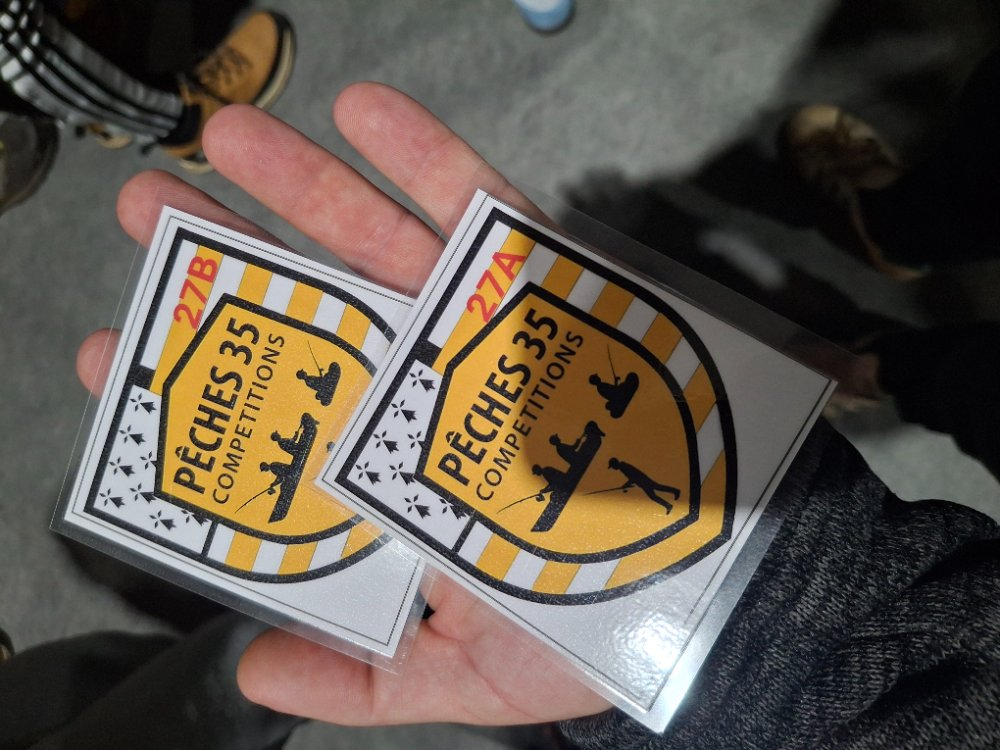 27B
PÊCHES 35
COMPETITIONS
27A
PÊCHES 35
COMPETITIONS